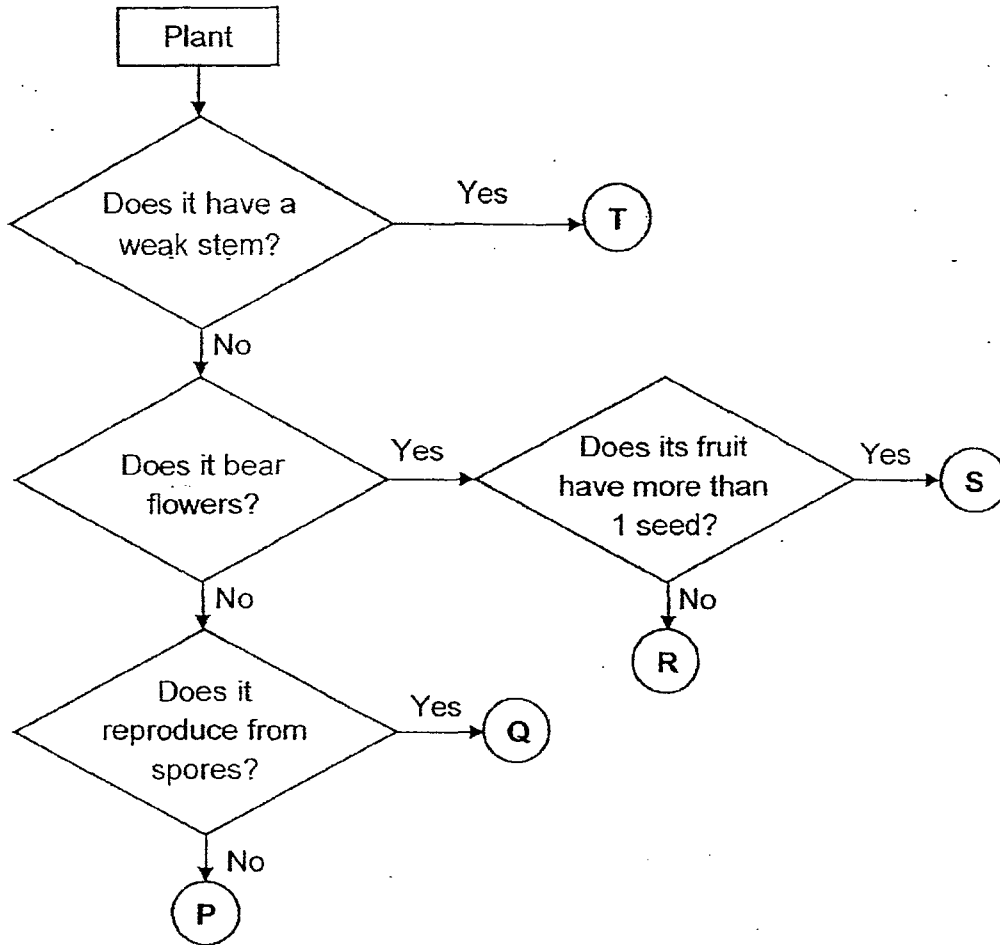 Plant
Does it have a
weak stem?
Yes
T
No
Does it bear
flowers?
Yes
Does its fruit
have more than
1 seed?
Yes
S
No
R
No
Does it
reproduce from
spores?
Yes
Q
No
P